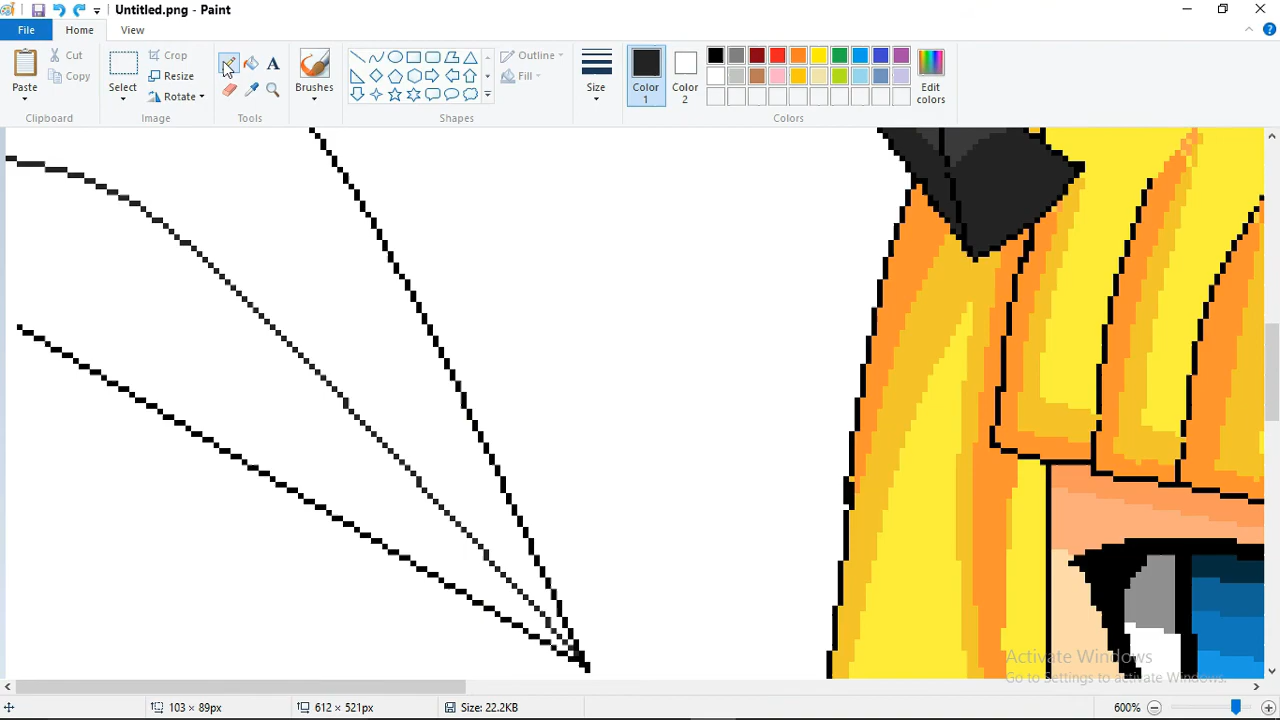 Untitled.png - Paint
File Home View
Paste
Cut
Copy
Clipboard
Select
Crop
Resize
Rotate
Image
A
Tools
Brushes
Outline
Fill
Shapes
Size
Color 1
Color 2
Edit colors
Colors
Activate Windows
Go to Settings to activate Windows.
103 × 89px 612 × 521px Size: 22.2KB 600%